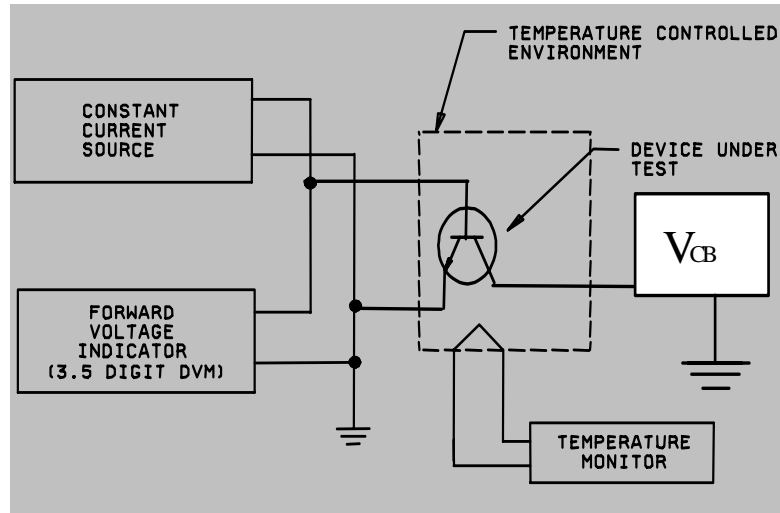 TEMPERATURE CONTROLLED
ENVIRONMENT
CONSTANT
CURRENT
SOURCE
DEVICE UNDER
TEST
VCB
FORWARD
VOLTAGE
INDICATOR
(3.5 DIGIT DVM)
TEMPERATURE
MONITOR